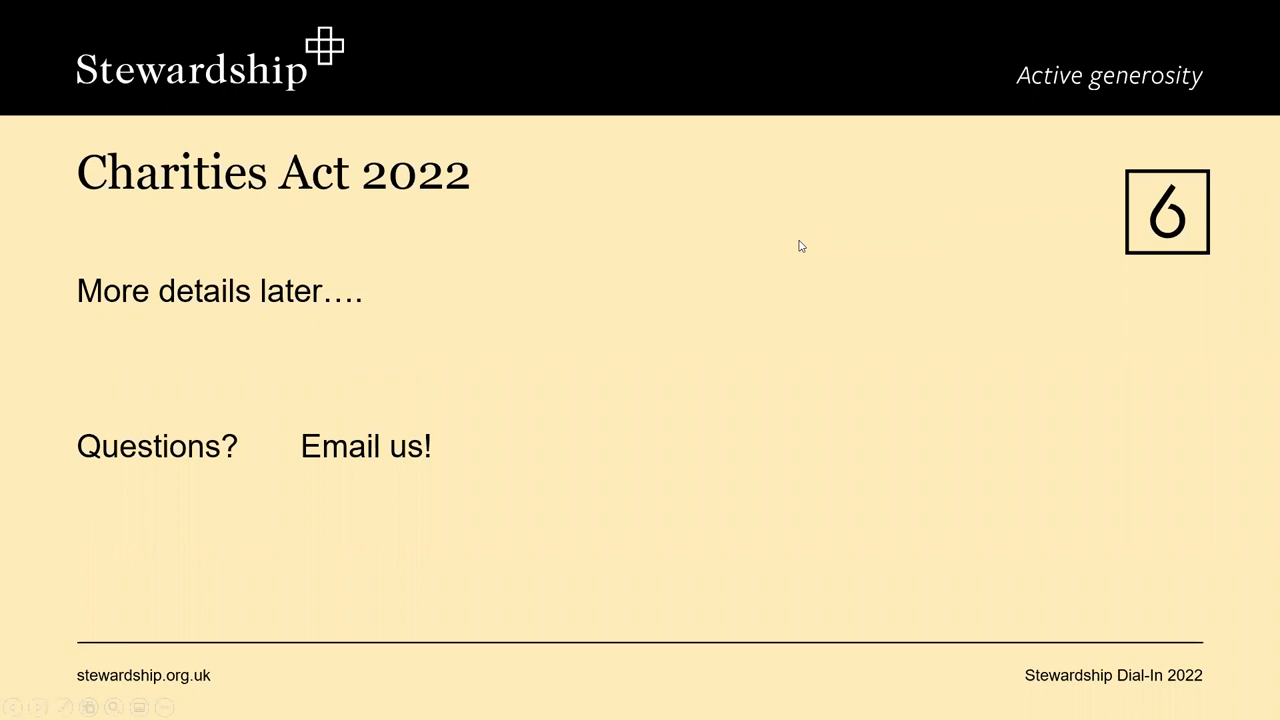 Stewardship
Active generosity
Charities Act 2022
6
More details later….
Questions? Email us!
stewardship.org.uk
Stewardship Dial-In 2022